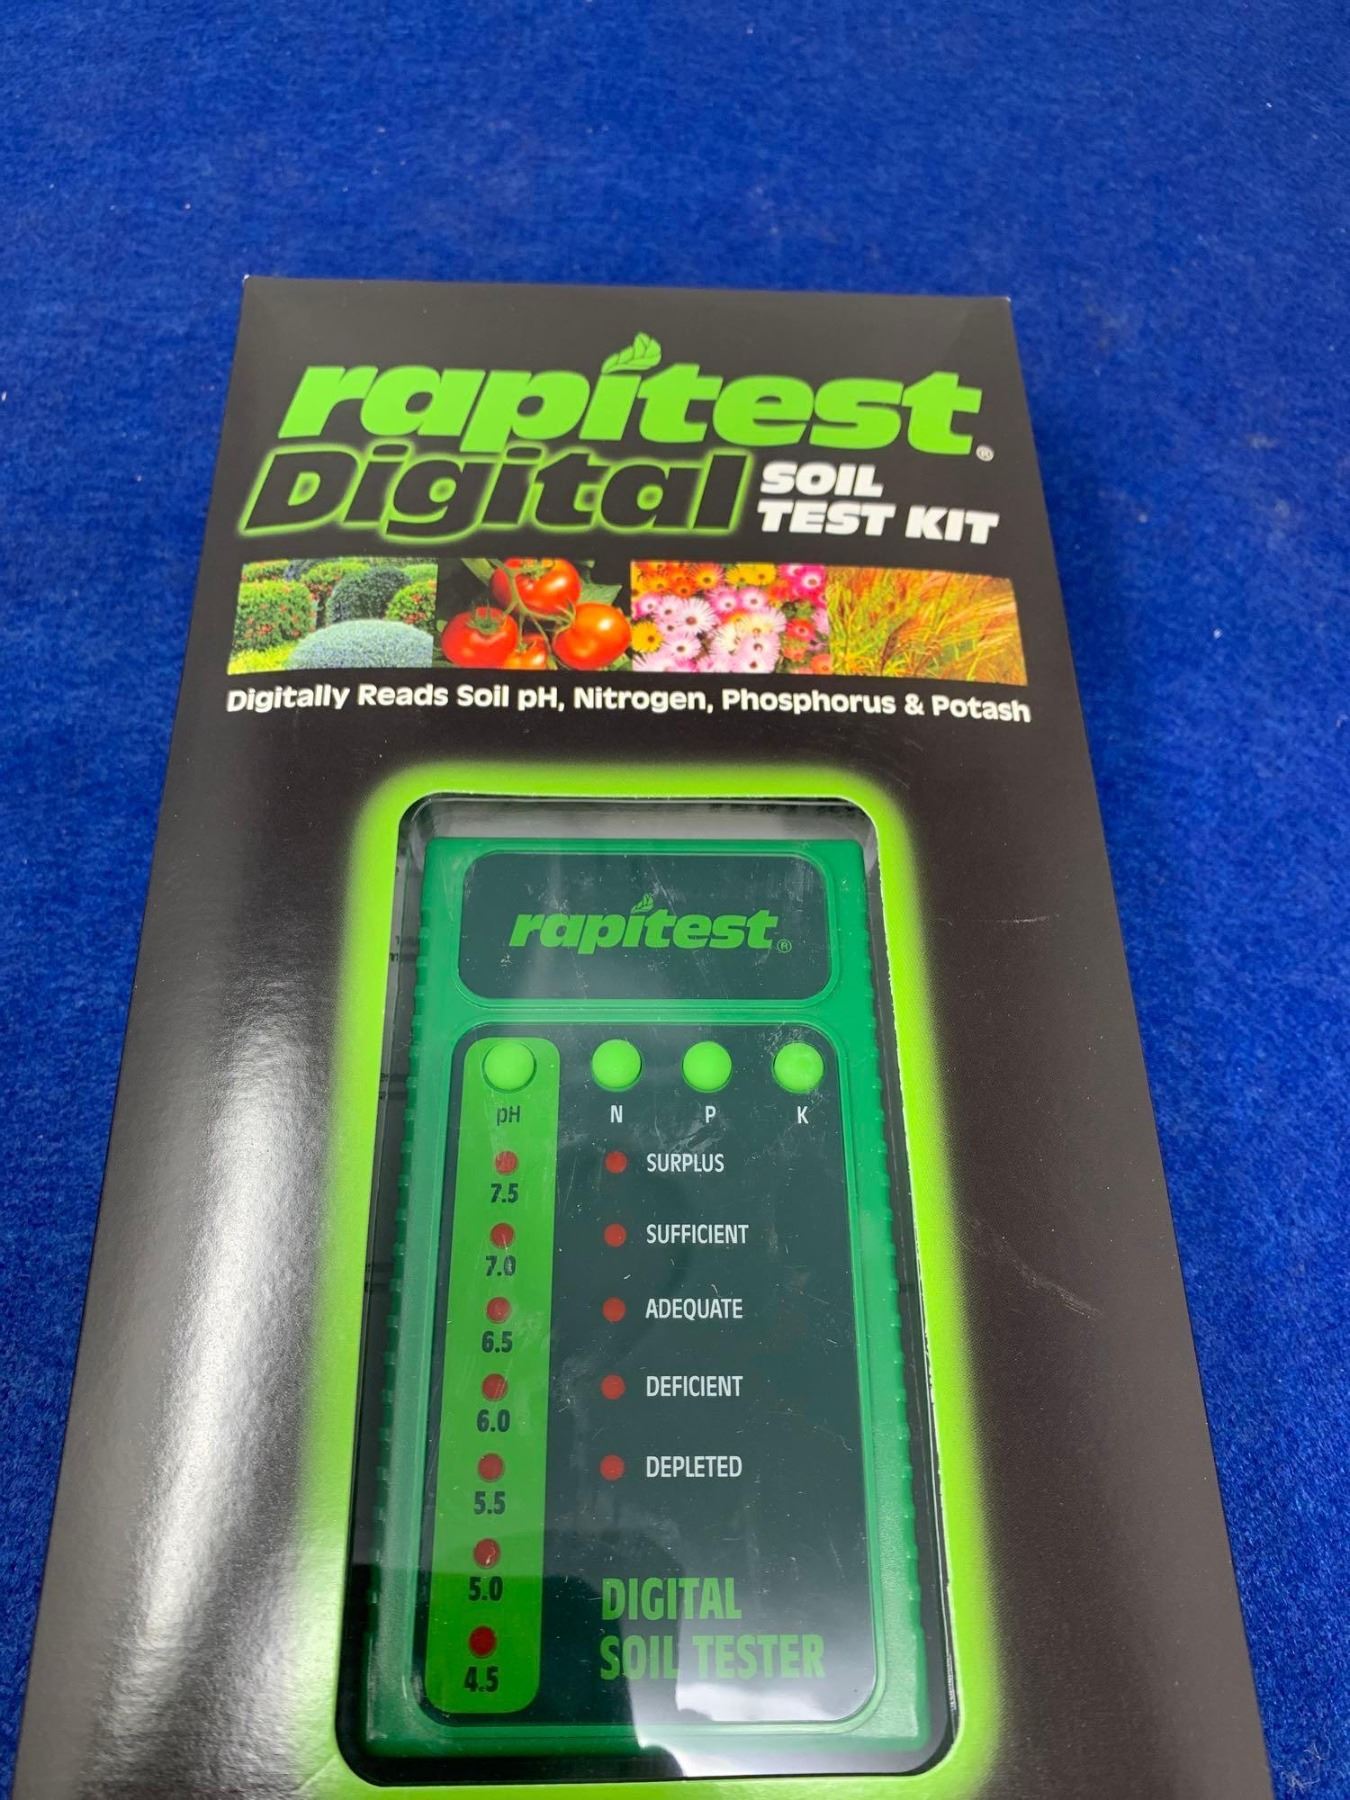 rapitest®
Digital SOIL
TEST KIT
Digitally Reads Soil pH, Nitrogen, Phosphorus & Potash
rapitest®
pH N P K
SURPLUS
7.5
SUFFICIENT
7.0
ADEQUATE
6.5
DEFICIENT
6.0
DEPLETED
5.5
5.0
4.5
DIGITAL
SOIL TESTER